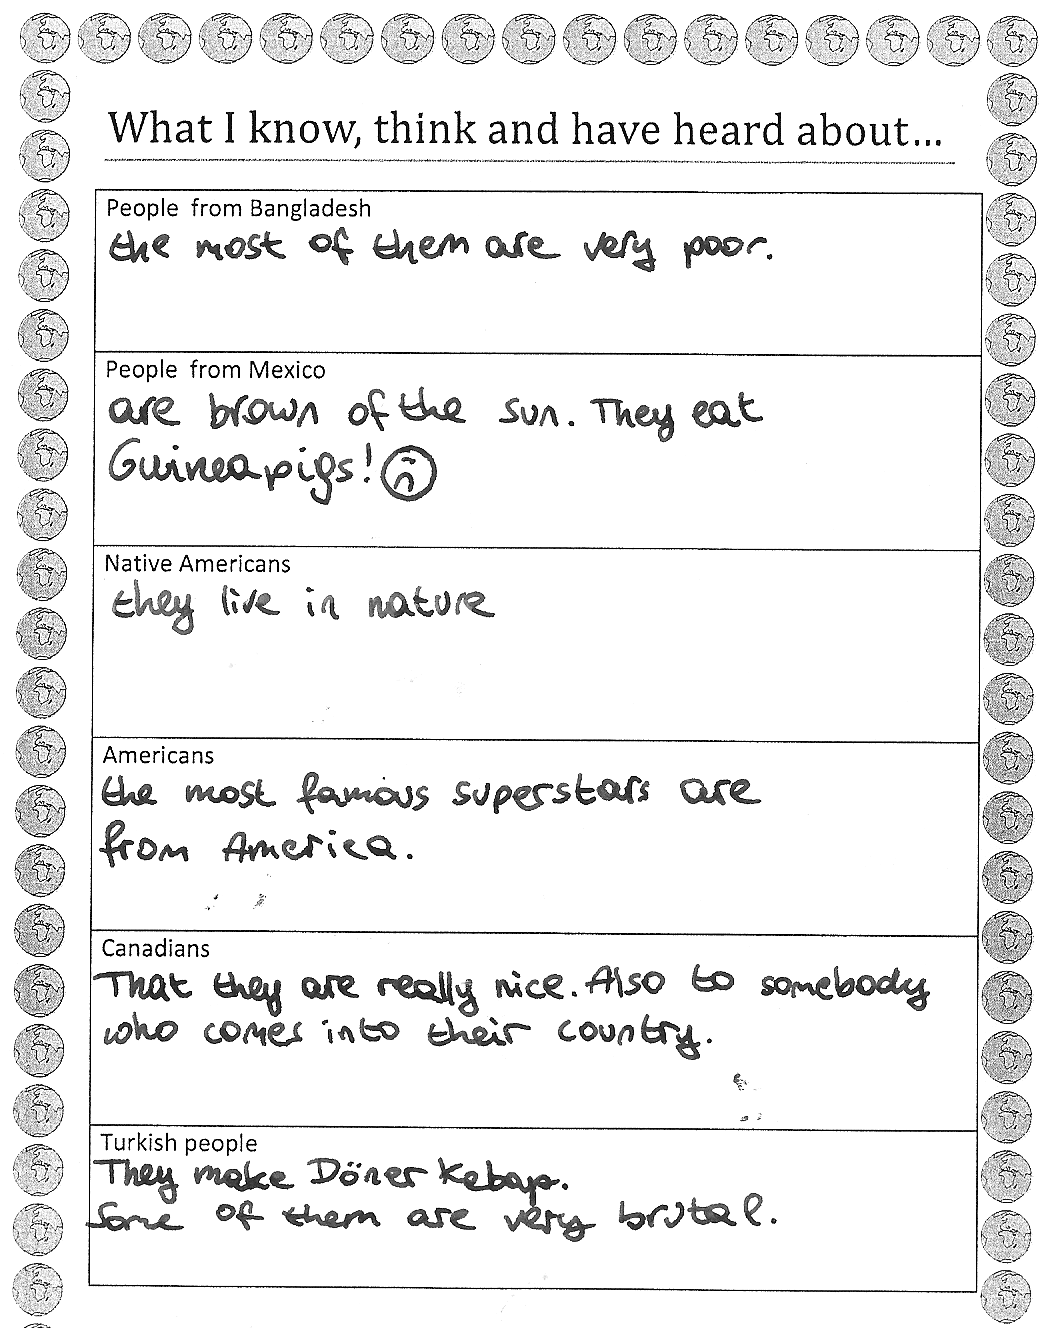 What I know, think and have heard about...
People from Bangladesh
the most of them are very poor.
People from Mexico
are brown of the sun. They eat
Guineapigs!
Native Americans
they live in nature
Americans
the most famous superstars are
from America.
Canadians
That they are really nice. Also to somebody
who comes into their country.
Turkish people
They make Döner Kebap.
Some of them are very brutal.